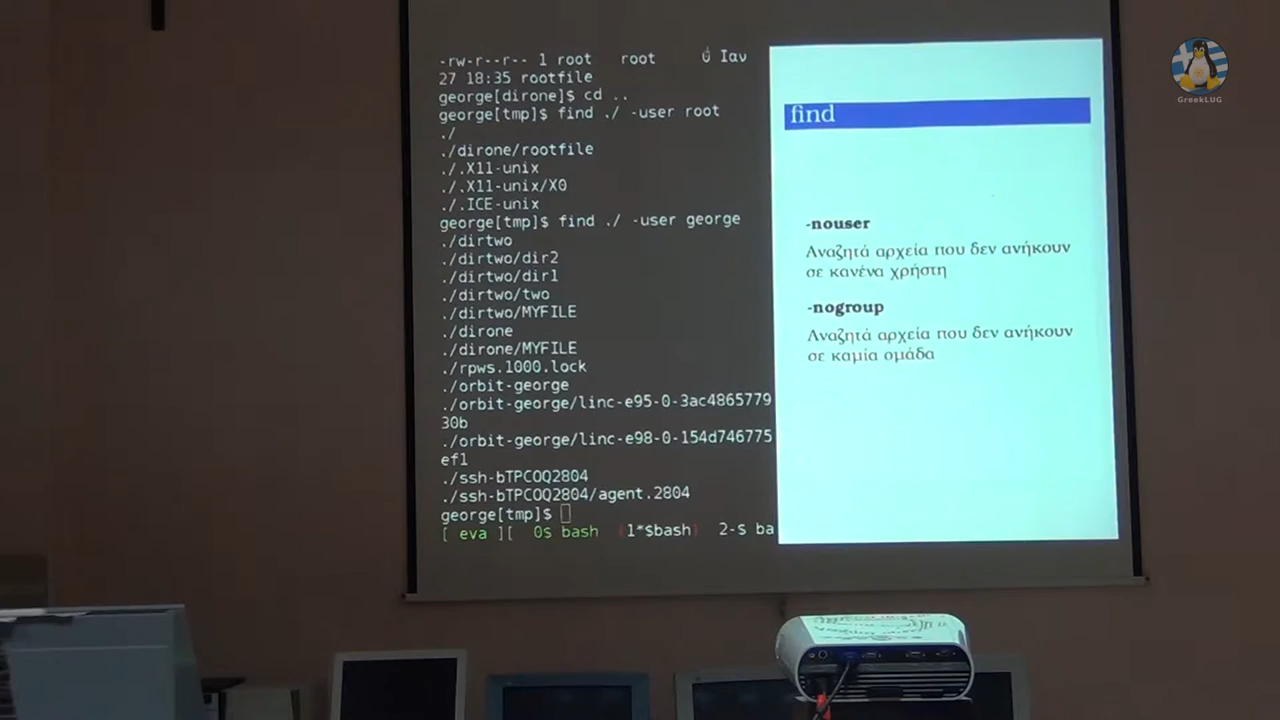 -rw-r--r-- 1 root root 0 Ιαν
27 18:35 rootfile
george[dirone]$ cd ..
george[tmp]$ find ./ -user root
./
./dirone/rootfile
./.X11-unix
./.X11-unix/X0
./.ICE-unix
george[tmp]$ find ./ -user george
./dirtwo
./dirtwo/dir2
./dirtwo/dir1
./dirtwo/two
./dirtwo/MYFILE
./dirone
./dirone/MYFILE
./rpws.1000.lock
./orbit-george
./orbit-george/linc-e95-0-3ac4865779
30b
./orbit-george/linc-e98-0-154d746775
ef1
./ssh-bTPCOQ2804
./ssh-bTPCOQ2804/agent.2804
george[tmp]$
[ eva ][ 0$ bash (1*$bash) 2-$ ba
find
-nouser
Αναζητά αρχεία που δεν ανήκουν
σε κανένα χρήστη
-nogroup
Αναζητά αρχεία που δεν ανήκουν
σε καμία ομάδα
GreekLUG